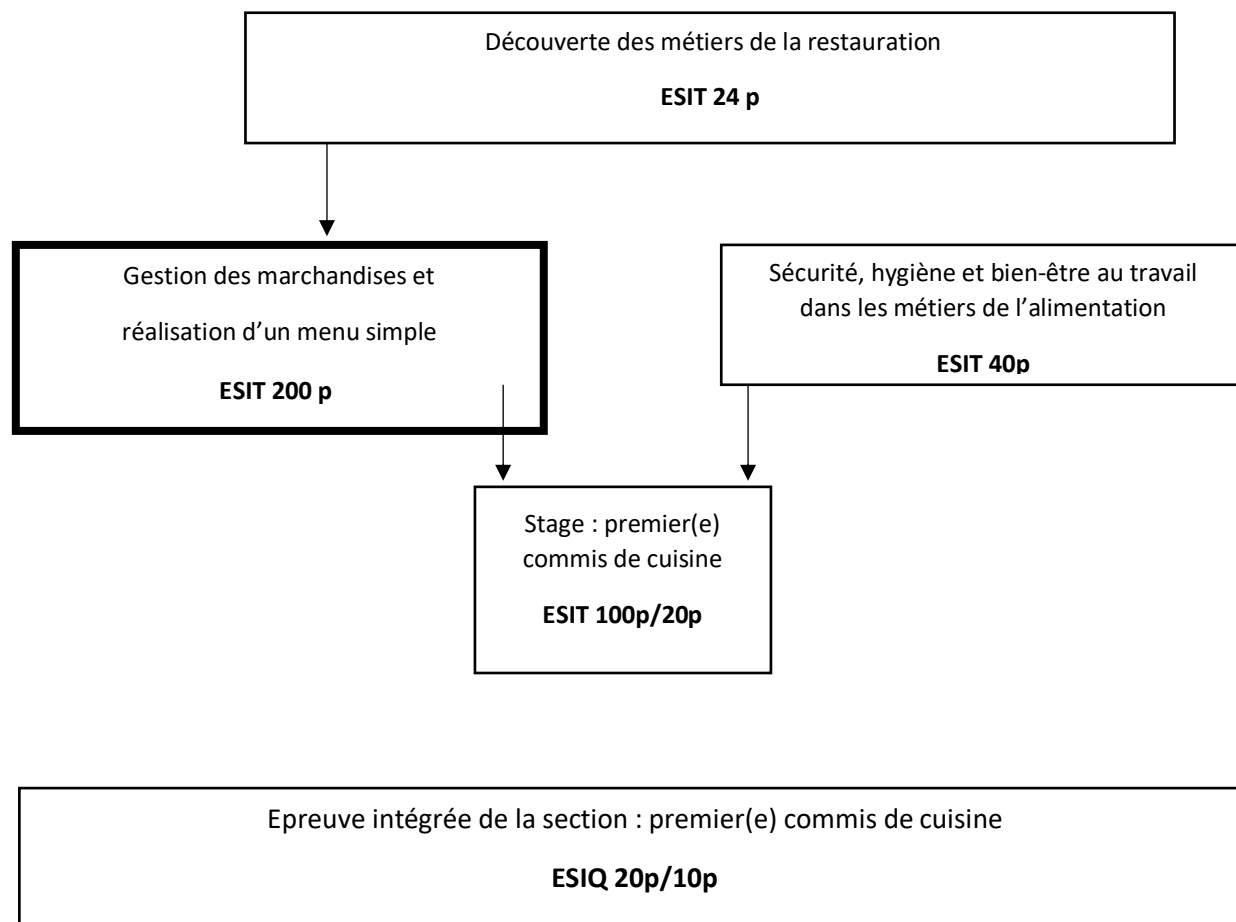 Découverte des métiers de la restauration
ESIT 24 p
Gestion des marchandises et
réalisation d’un menu simple
ESIT 200 p
Sécurité, hygiène et bien-être au travail
dans les métiers de l’alimentation
ESIT 40p
Stage : premier(e)
commis de cuisine
ESIT 100p/20p
Epreuve intégrée de la section : premier(e) commis de cuisine
ESIQ 20p/10p